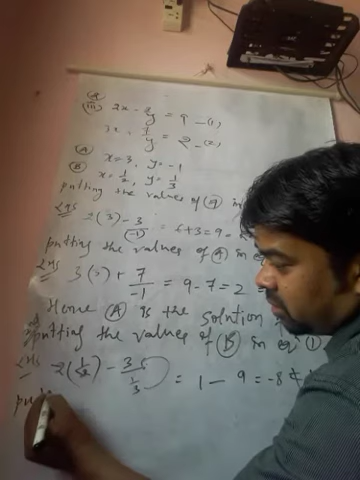 Q
(iii) 2x - 3/y = 9 -(1)
3x + 7/y = 2 -(2)
(A) x = 3, y = -1
(B) x = 1/2, y = 1/3
putting the values of (A) in
LHS 2(3) - 3/(-1) = 6+3 = 9 =
putting the values of (A) in e
LHS 3(3) + 7/-1 = 9 - 7 = 2
Hence (A) is the solution
putting the values of (B) in eqn (1)
LHS 2(1/2) - 3/(1/3) = 1 - 9 = -8 ≠
put